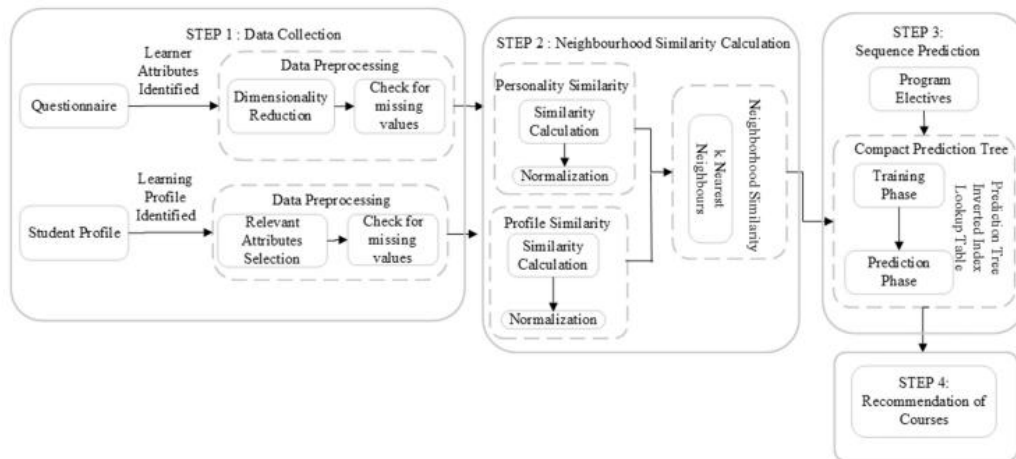 STEP 1 : Data Collection
Learner
Attributes
Identified
Questionnaire
Data Preprocessing
Dimensionality
Reduction
Check for
missing
values
Learning
Profile
Identified
Student Profile
Data Preprocessing
Relevant
Attributes
Selection
Check for
missing
values
STEP 2 : Neighbourhood Similarity Calculation
Personality Similarity
Similarity
Calculation
Normalization
Profile Similarity
Similarity
Calculation
Normalization
k Nearest
Neighbours
Neighborhood Similarity
STEP 3:
Sequence Prediction
Program
Electives
Compact Prediction Tree
Training
Phase
Prediction
Phase
Prediction Tree
Inverted Index
Lookup Table
STEP 4:
Recommendation of
Courses